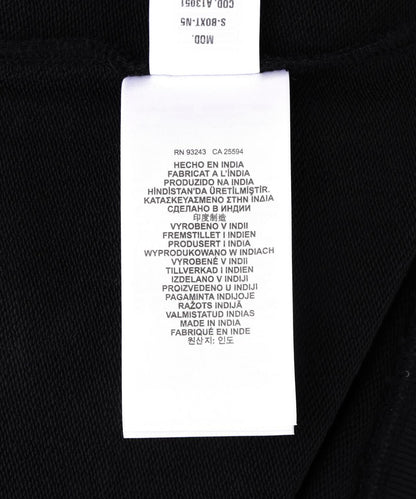 MOD.
S-BOXT-N5
COD. A13051
RN 93243 CA 25594
HECHO EN INDIA
FABRICAT A L'ÍNDIA
PRODUZIDO NA INDIA
HİNDİSTAN'DA ÜRETİLMİŞTİR.
ΚΑΤΑΣΚΕΥΑΣΜΕΝΟ ΣΤΗΝ ΙΝΔΙΑ
СДЕЛАНО В ИНДИИ
印度制造
VYROBENO V INDII
FREMSTILLET I INDIEN
PRODUSERT I INDIA
WYPRODUKOWANO W INDIACH
VYROBENÉ V INDII
TILLVERKAD I INDIEN
IZDELANO V INDIJI
PROIZVEDENO U INDIJI
PAGAMINTA INDIJOJE
RAŽOTS INDIJĀ
VALMISTATUD INDIAS
MADE IN INDIA
FABRIQUÉ EN INDE
원산지: 인도